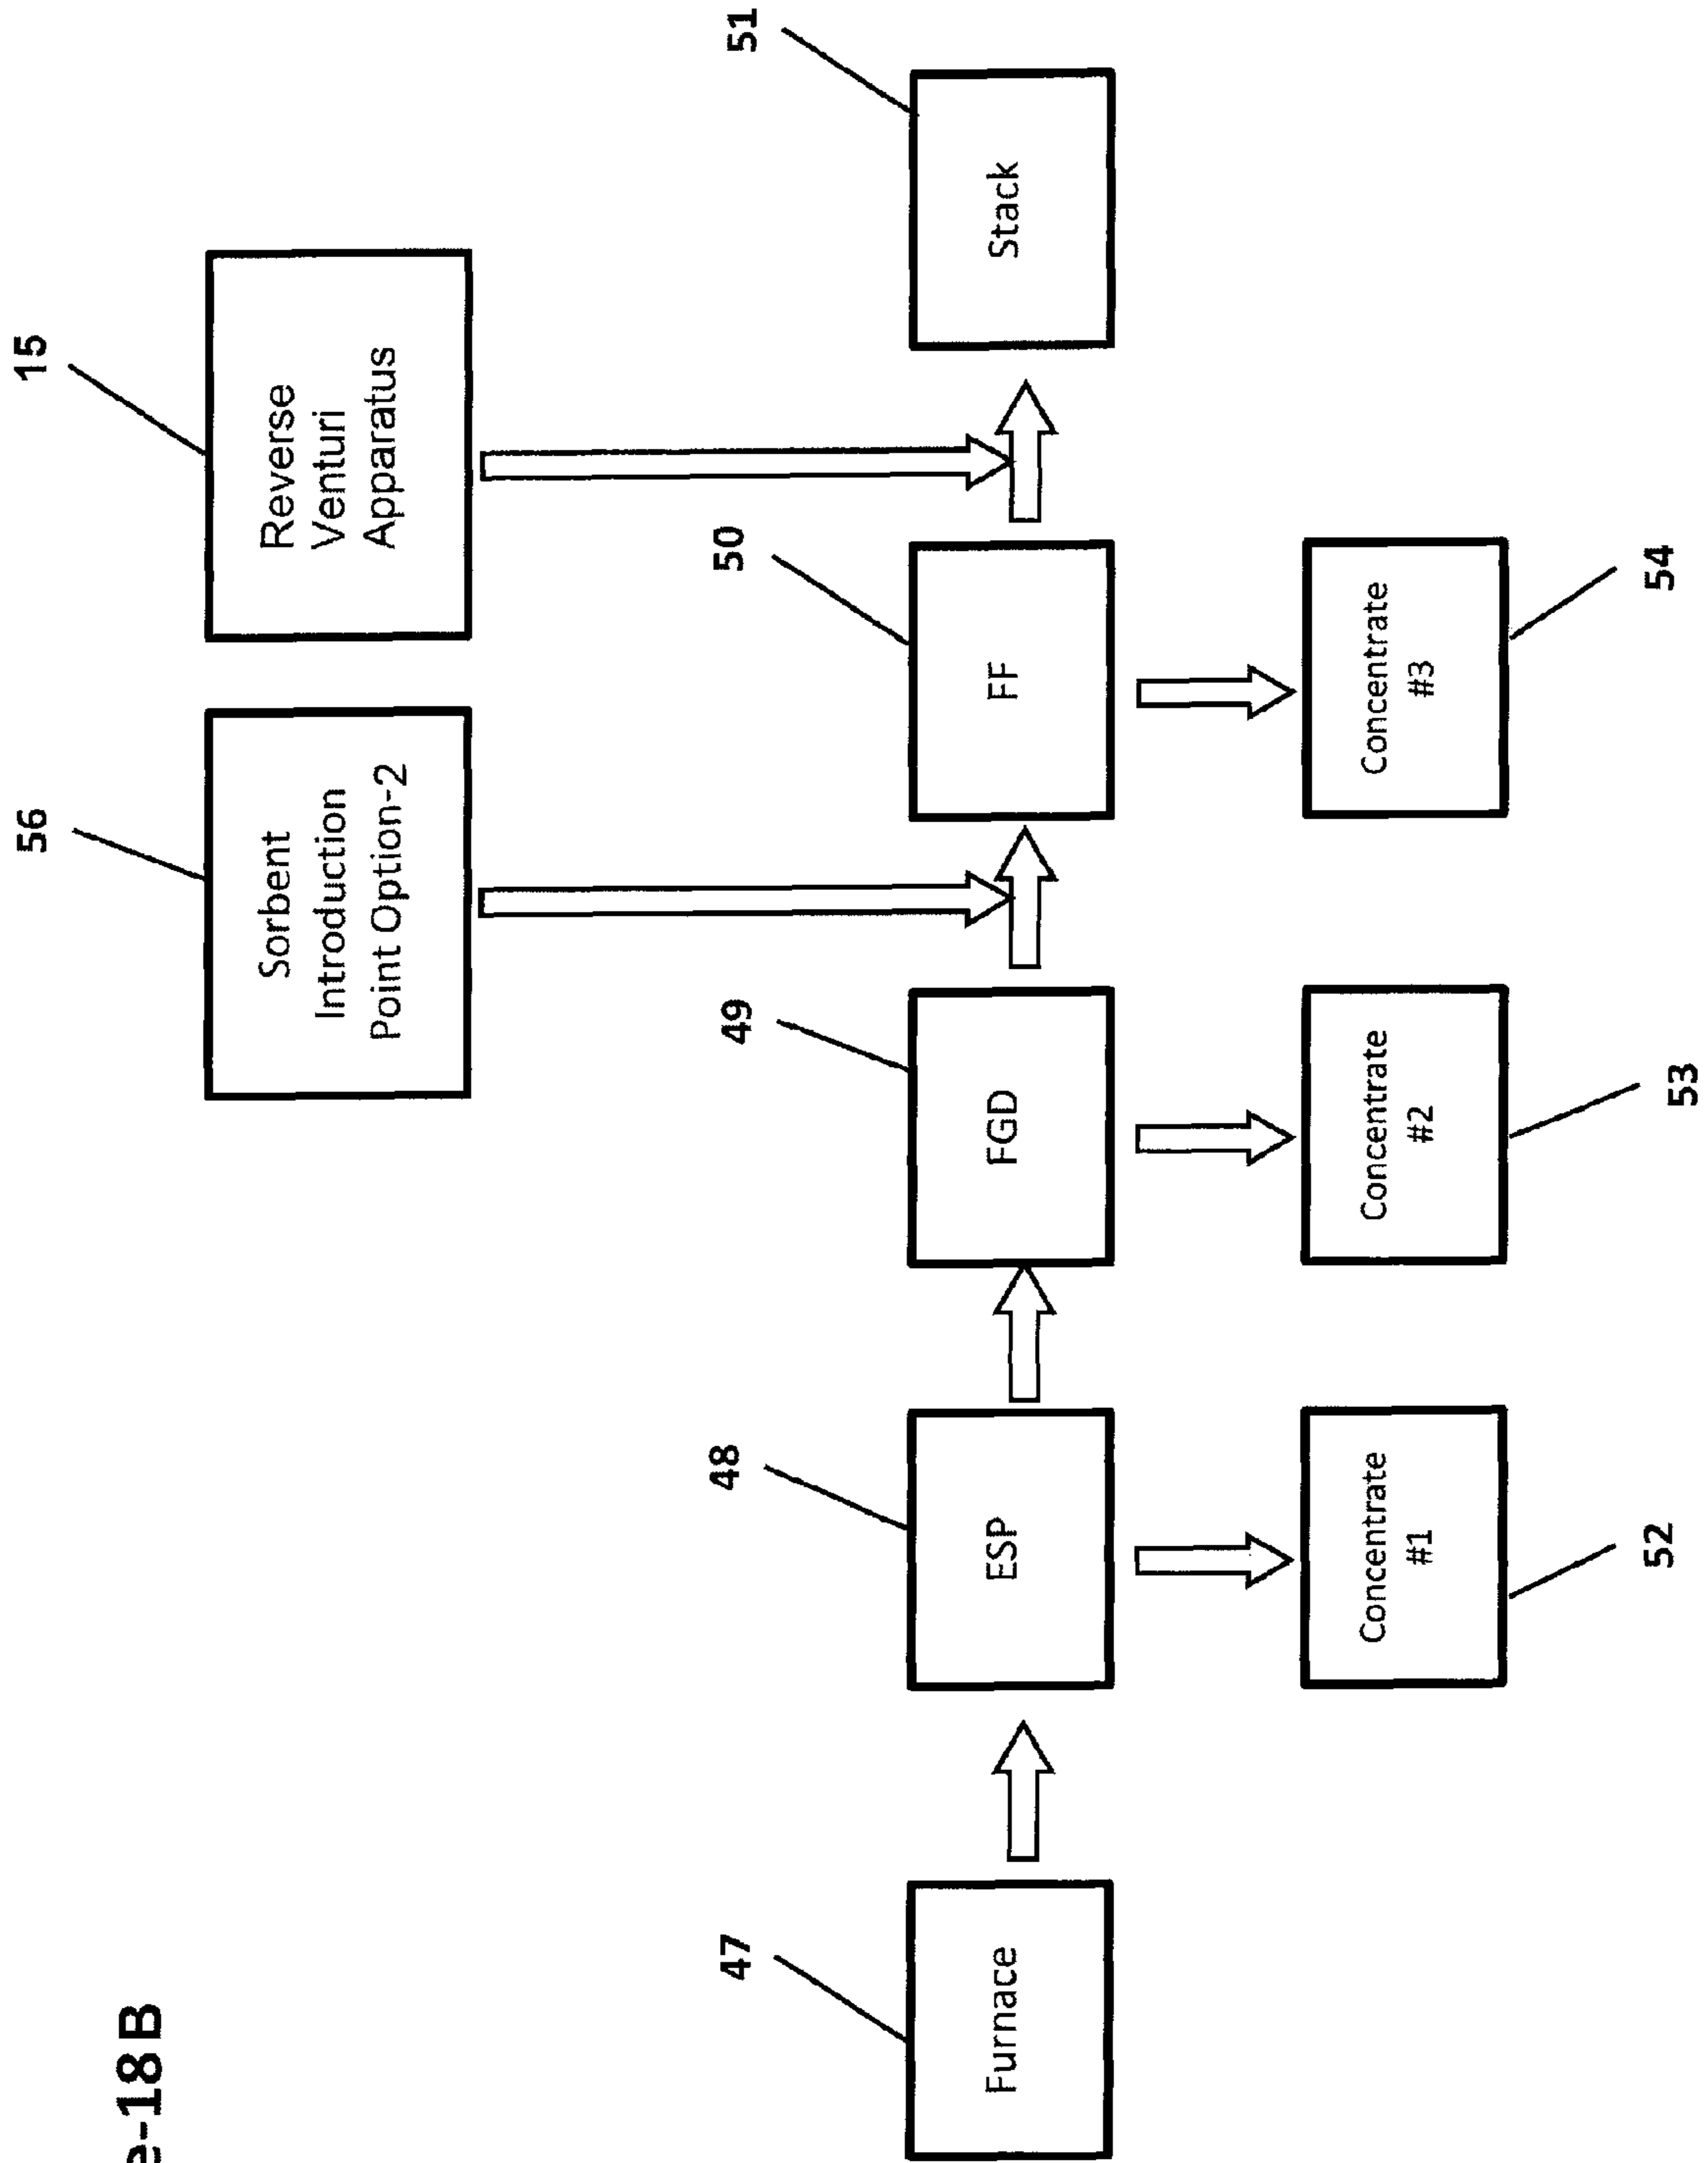 56
15
e-18B
Sorbent
Introduction
Point Option-2
Reverse
Venturi
Apparatus
47
48
49
50
51
Furnace
ESP
FGD
FF
Stack
Concentrate
#1
Concentrate
#2
Concentrate
#3
52
53
54